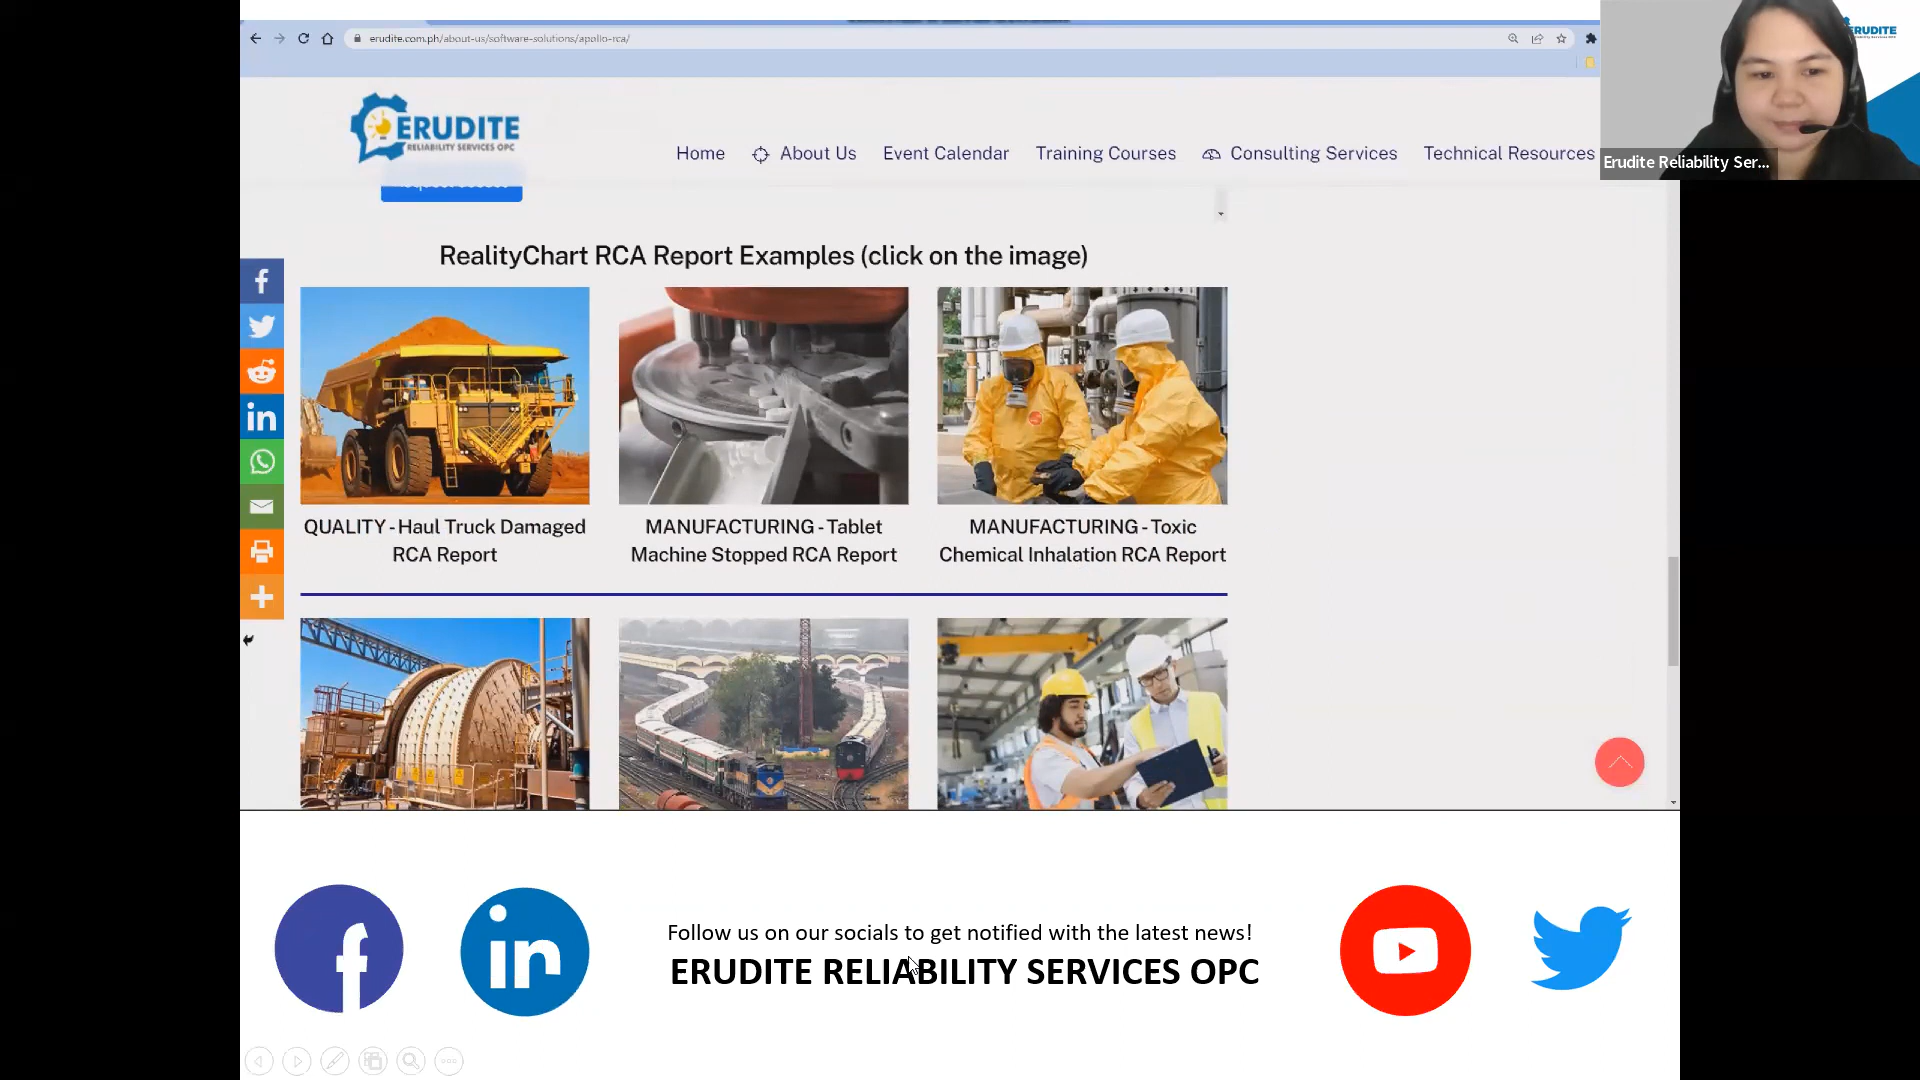 erudite.com.ph/about-us/software-solutions/apollo-rca/
ERUDITE
ERUDITE
RELIABILITY SERVICES OPC
Home
About Us
Event Calendar
Training Courses
Consulting Services
Technical Resources
Erudite Reliability Ser...
RealityChart RCA Report Examples (click on the image)
QUALITY - Haul Truck Damaged
RCA Report
MANUFACTURING - Tablet
Machine Stopped RCA Report
MANUFACTURING - Toxic
Chemical Inhalation RCA Report
Follow us on our socials to get notified with the latest news!
ERUDITE RELIABILITY SERVICES OPC